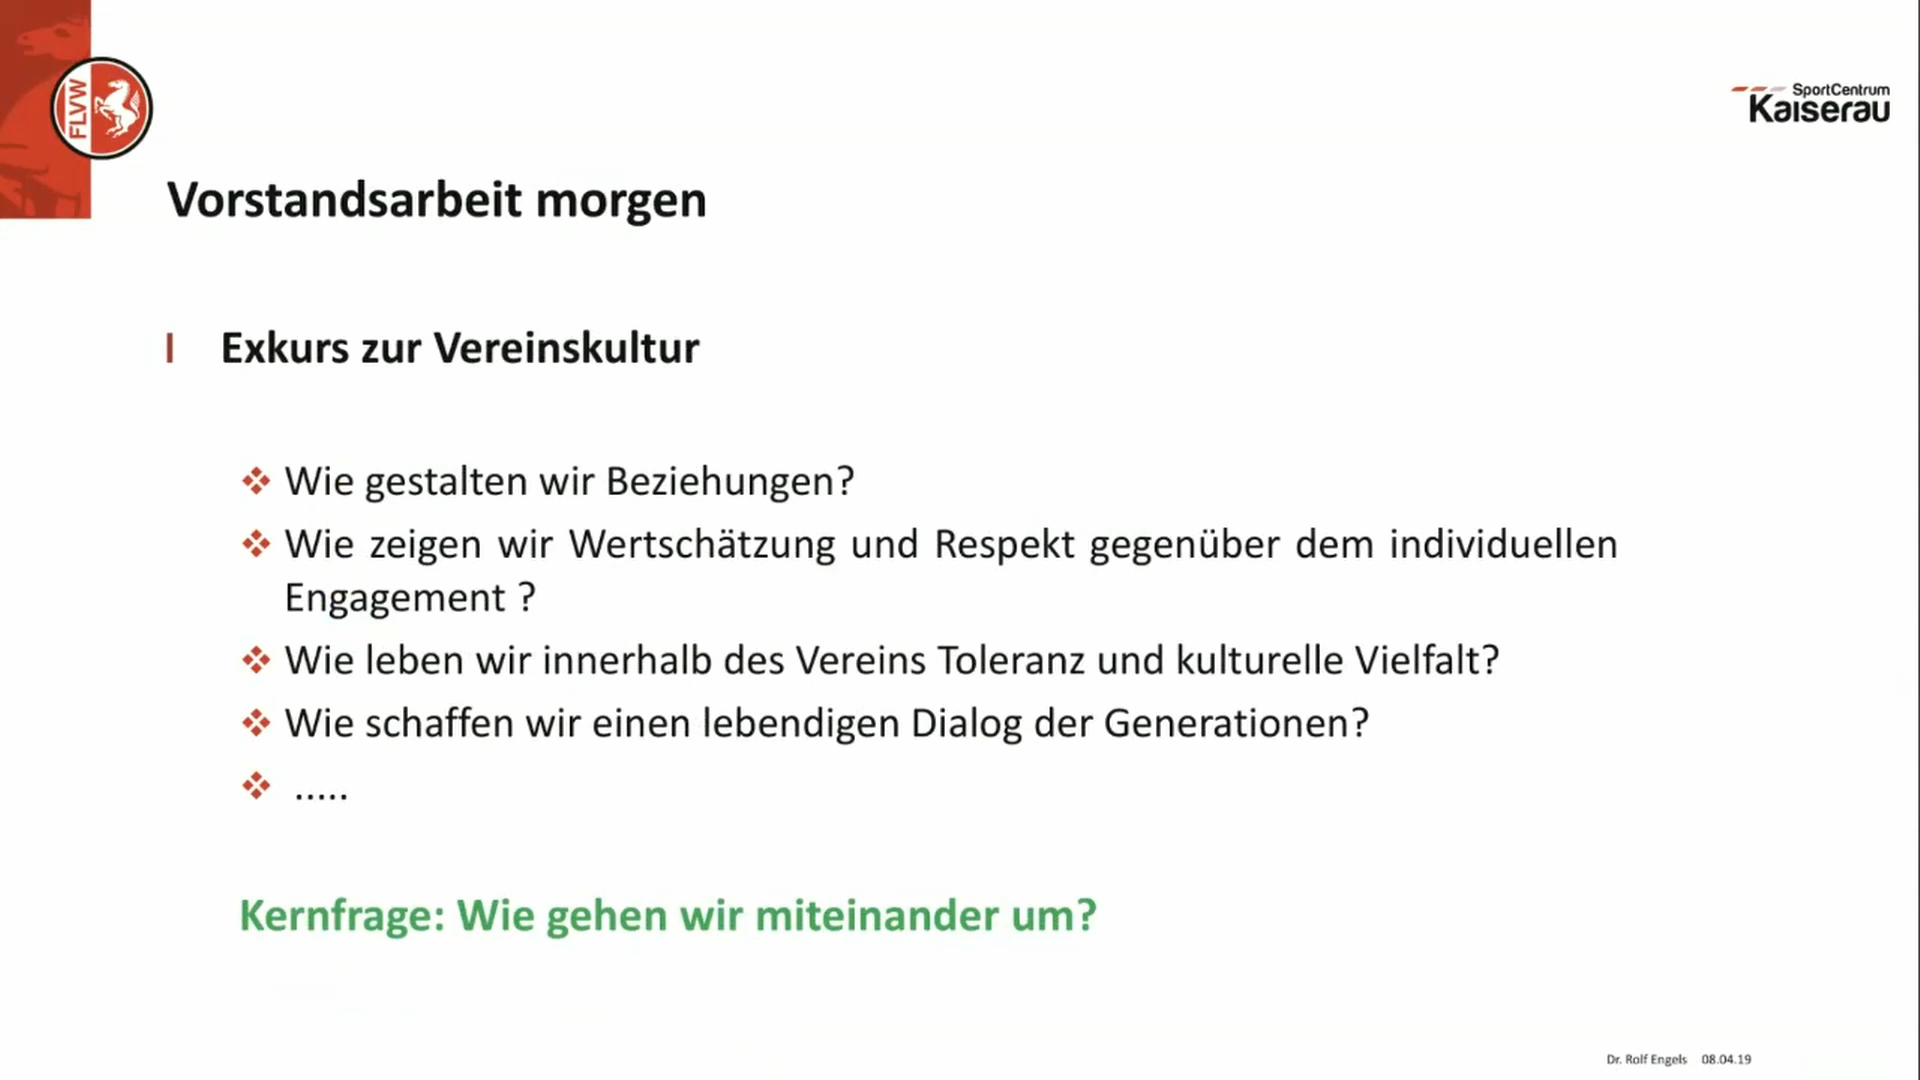 FLVW
SportCentrum
Kaiserau
Vorstandsarbeit morgen
I Exkurs zur Vereinskultur
❖ Wie gestalten wir Beziehungen?
❖ Wie zeigen wir Wertschätzung und Respekt gegenüber dem individuellen
Engagement ?
❖ Wie leben wir innerhalb des Vereins Toleranz und kulturelle Vielfalt?
❖ Wie schaffen wir einen lebendigen Dialog der Generationen?
❖ .....
Kernfrage: Wie gehen wir miteinander um?
Dr. Rolf Engels 08.04.19